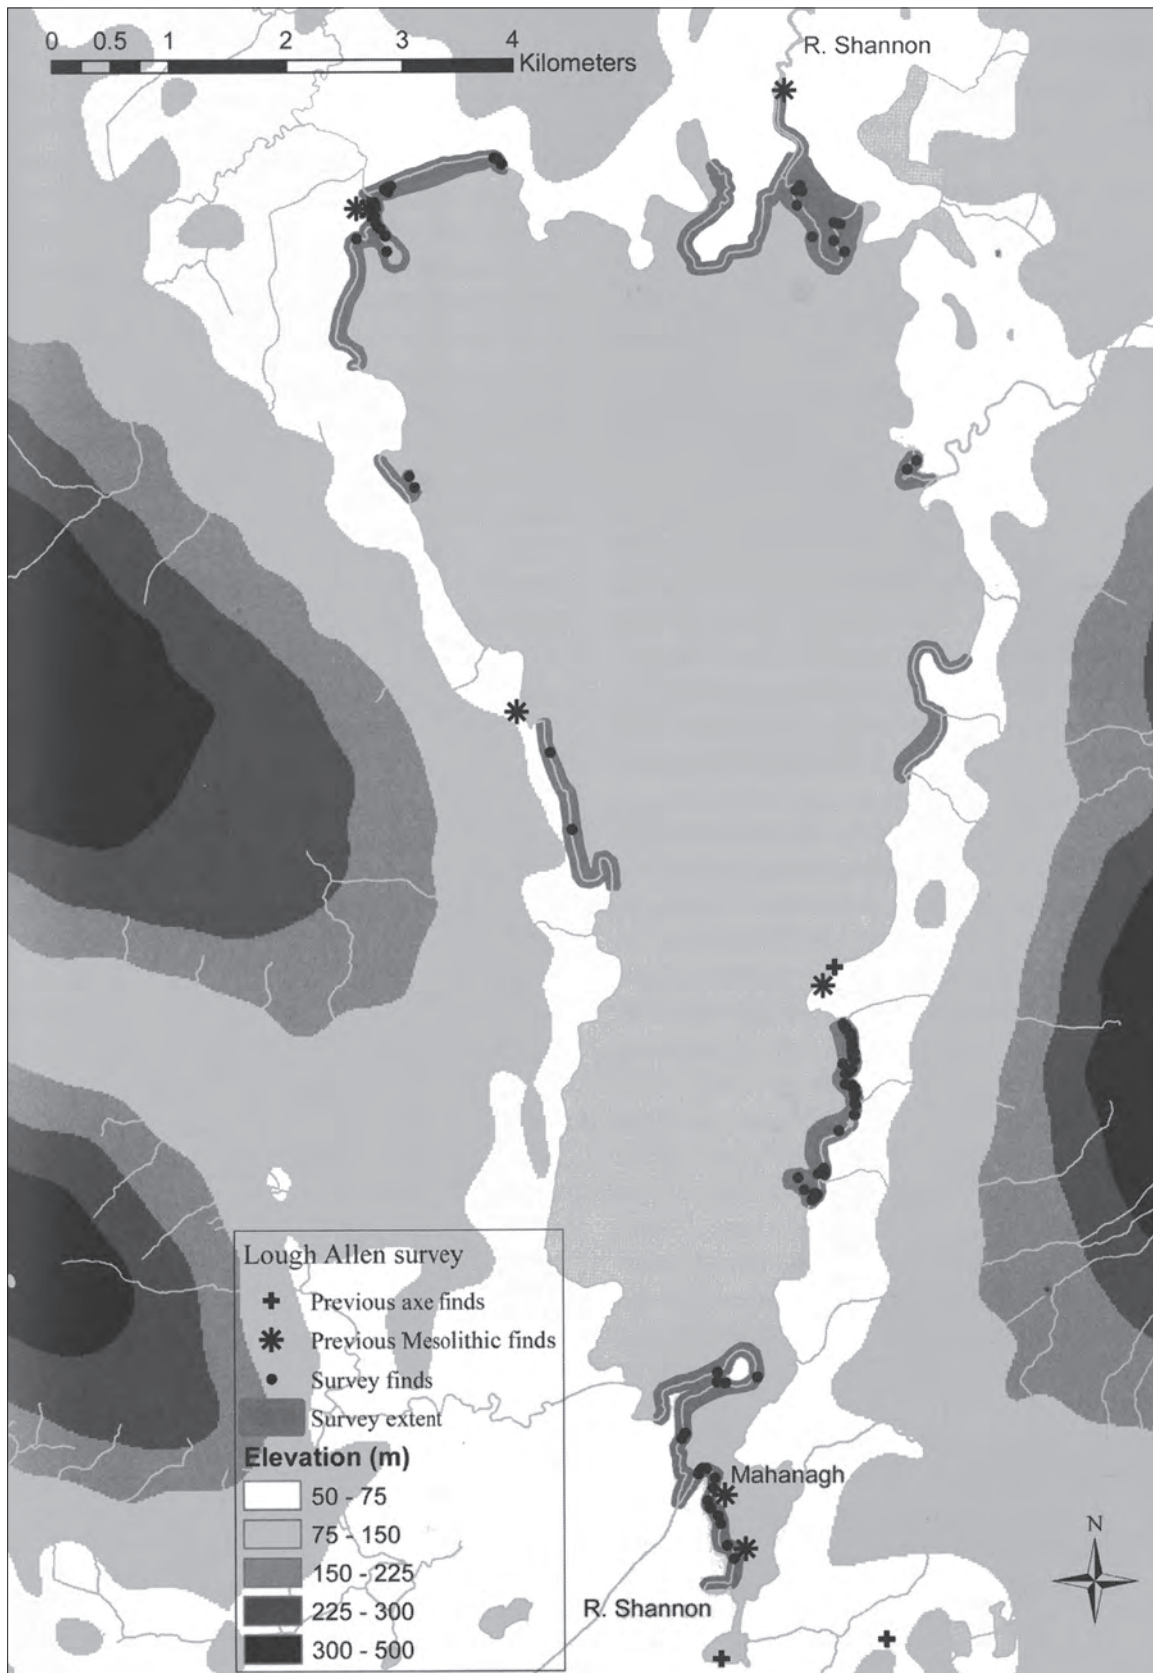 0 0.5 1 2 3 4
Kilometers
R. Shannon
Mahanagh
R. Shannon
N
Lough Allen survey
Previous axe finds
Previous Mesolithic finds
Survey finds
Survey extent
Elevation (m)
50 - 75
75 - 150
150 - 225
225 - 300
300 - 500